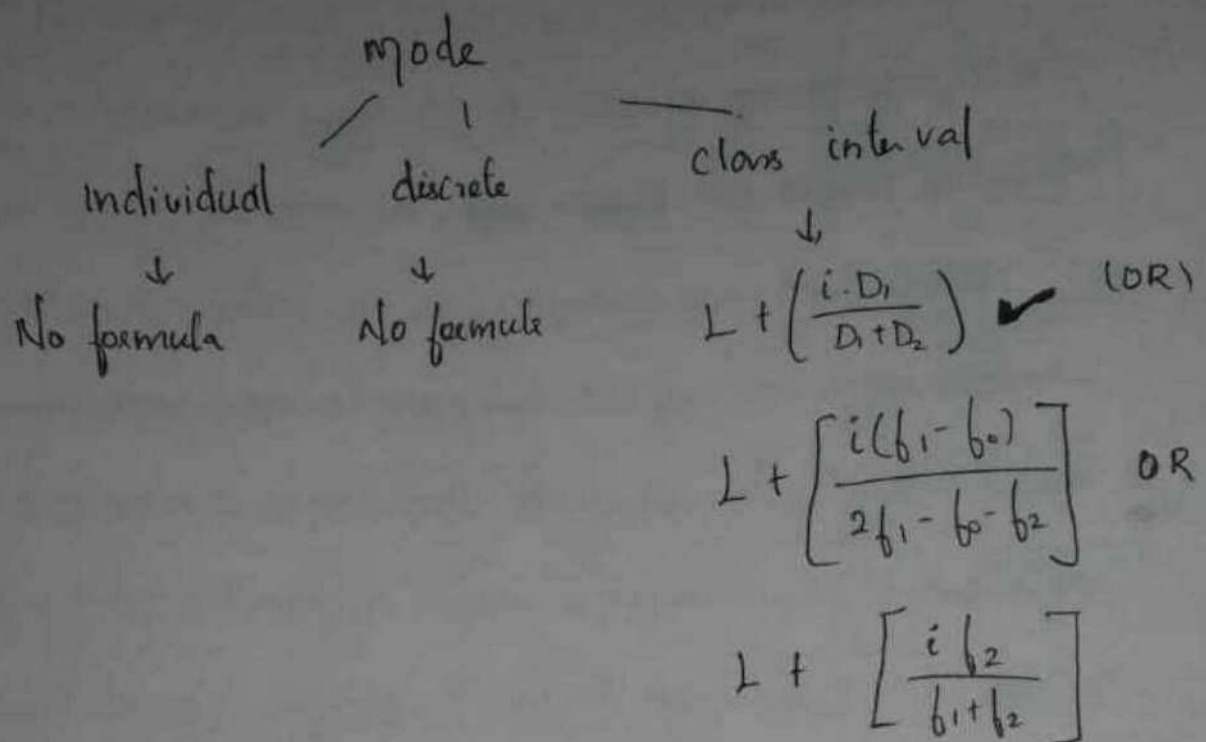 mode
individual discrete class interval
↓ ↓ ↓
No formula No formule L + (i·D₁ / D₁+D₂) ✓ (OR)
L + [i(f₁-f₀) / 2f₁-f₀-f₂] OR
L + [i f₂ / f₁+f₂]